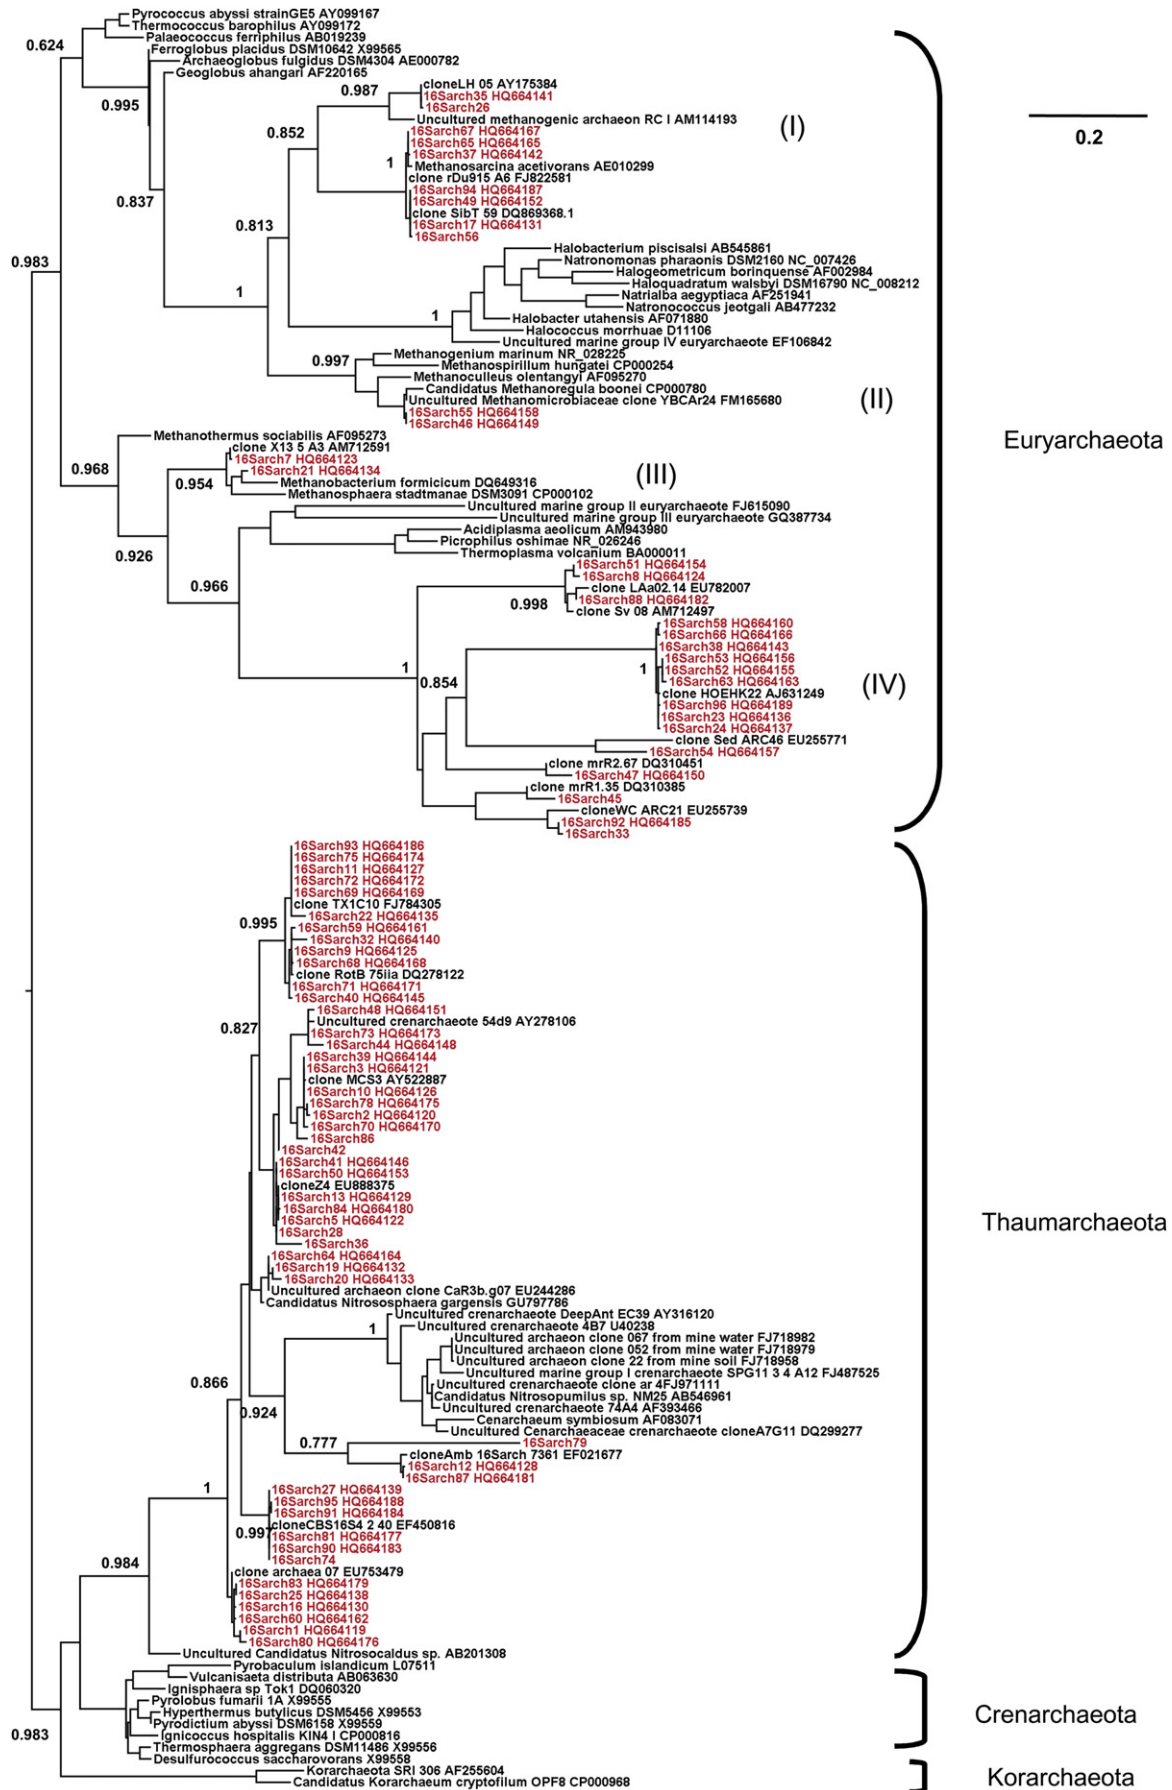 Pyrococcus abyssi strainGE5 AY099167
Thermococcus barophilus AY099172
0.624
Palaeococcus ferriphilus AB019239
Ferroglobus placidus DSM10642 X99565
Archaeoglobus fulgidus DSM4304 AE000782
Geoglobus ahangari AF220165
0.995
0.987
cloneLH 05 AY175384
16Sarch35 HQ664141
16Sarch26
Uncultured methanogenic archaeon RC I AM114193
(I)
0.2
0.852
16Sarch67 HQ664167
16Sarch65 HQ664165
16Sarch37 HQ664142
1
Methanosarcina acetivorans AE010299
clone rDu915 A6 FJ822581
16Sarch94 HQ664187
16Sarch49 HQ664152
0.837
clone SibT 59 DQ869368.1
16Sarch17 HQ664131
0.813
16Sarch56
Halobacterium piscisalsi AB545861
Natronomonas pharaonis DSM2160 NC_007426
0.983
Halogeometricum borinquense AF002984
Haloquadratum walsbyi DSM16790 NC_008212
1
Natrialba aegyptiaca AF251941
Natronococcus jeotgali AB477232
1
Halobacter utahensis AF071880
Halococcus morrhuae D11106
Uncultured marine group IV euryarchaeote EF106842
0.997
Methanogenium marinum NR_028225
Methanospirillum hungatei CP000254
Methanoculleus olentangyi AF095270
Candidatus Methanoregula boonei CP000780
Uncultured Methanomicrobiaceae clone YBCAr24 FM165680
(II)
16Sarch55 HQ664158
16Sarch46 HQ664149
Methanothermus sociabilis AF095273
Euryarchaeota
clone X13 5 A3 AM712591
16Sarch7 HQ664123
0.968
16Sarch21 HQ664134
(III)
0.954
Methanobacterium formicicum DQ649316
Methanosphaera stadtmanae DSM3091 CP000102
Uncultured marine group II euryarchaeote FJ615090
Uncultured marine group III euryarchaeote GQ387734
Acidiplasma aeolicum AM943980
Picrophilus oshimae NR_026246
0.926
Thermoplasma volcanium BA000011
16Sarch51 HQ664154
16Sarch8 HQ664124
0.966
clone LAa02.14 EU782007
16Sarch88 HQ664182
0.998
clone Sv 08 AM712497
16Sarch58 HQ664160
16Sarch66 HQ664166
16Sarch38 HQ664143
16Sarch53 HQ664156
1
1
16Sarch52 HQ664155
0.854
16Sarch63 HQ664163
(IV)
clone HOEHK22 AJ631249
16Sarch96 HQ664189
16Sarch23 HQ664136
16Sarch24 HQ664137
clone Sed ARC46 EU255771
16Sarch54 HQ664157
clone mrR2.67 DQ310451
16Sarch47 HQ664150
clone mrR1.35 DQ310385
16Sarch45
cloneWC ARC21 EU255739
16Sarch92 HQ664185
16Sarch33
16Sarch93 HQ664186
16Sarch75 HQ664174
16Sarch11 HQ664127
16Sarch72 HQ664172
16Sarch69 HQ664169
clone TX1C10 FJ784305
16Sarch22 HQ664135
0.995
16Sarch59 HQ664161
16Sarch32 HQ664140
16Sarch9 HQ664125
16Sarch68 HQ664168
clone RotB 75iia DQ278122
16Sarch71 HQ664171
16Sarch40 HQ664145
16Sarch48 HQ664151
Uncultured crenarchaeote 54d9 AY278106
0.827
16Sarch73 HQ664173
16Sarch44 HQ664148
16Sarch39 HQ664144
16Sarch3 HQ664121
clone MCS3 AY522887
16Sarch10 HQ664126
16Sarch78 HQ664175
16Sarch2 HQ664120
16Sarch70 HQ664170
16Sarch86
16Sarch42
16Sarch41 HQ664146
16Sarch50 HQ664153
cloneZ4 EU888375
16Sarch13 HQ664129
16Sarch84 HQ664180
16Sarch5 HQ664122
Thaumarchaeota
16Sarch28
16Sarch36
16Sarch64 HQ664164
16Sarch19 HQ664132
16Sarch20 HQ664133
Uncultured archaeon clone CaR3b.g07 EU244286
Candidatus Nitrososphaera gargensis GU797786
Uncultured crenarchaeote DeepAnt EC39 AY316120
1
Uncultured crenarchaeote 4B7 U40238
Uncultured archaeon clone 067 from mine water FJ718982
Uncultured archaeon clone 052 from mine water FJ718979
Uncultured archaeon clone 22 from mine soil FJ718958
Uncultured marine group I crenarchaeote SPG11 3 4 A12 FJ487525
0.866
Uncultured crenarchaeote clone ar 4FJ971111
Candidatus Nitrosopumilus sp. NM25 AB546961
0.924
Uncultured crenarchaeote 74A4 AF393466
Cenarchaeum symbiosum AF083071
Uncultured Cenarchaeaceae crenarchaeote cloneA7G11 DQ299277
0.777
16Sarch79
cloneAmb 16Sarch 7361 EF021677
16Sarch12 HQ664128
16Sarch87 HQ664181
1
16Sarch27 HQ664139
16Sarch95 HQ664188
16Sarch91 HQ664184
cloneCBS16S4 2 40 EF450816
0.997
16Sarch81 HQ664177
16Sarch90 HQ664183
16Sarch74
0.984
clone archaea 07 EU753479
16Sarch83 HQ664179
16Sarch25 HQ664138
16Sarch16 HQ664130
16Sarch60 HQ664162
16Sarch1 HQ664119
16Sarch80 HQ664176
Uncultured Candidatus Nitrosocaldus sp. AB201308
Pyrobaculum islandicum L07511
Vulcanisaeta distributa AB063630
Ignisphaera sp Tok1 DQ060320
Pyrolobus fumarii 1A X99555
Hyperthermus butylicus DSM5456 X99553
Crenarchaeota
Pyrodictium abyssi DSM6158 X99559
0.983
Ignicoccus hospitalis KIN4 I CP000816
Thermosphaera aggregans DSM11486 X99556
Desulfurococcus saccharovorans X99558
Korarchaeota SRI 306 AF255604
Korarchaeota
Candidatus Korarchaeum cryptofilum OPF8 CP000968